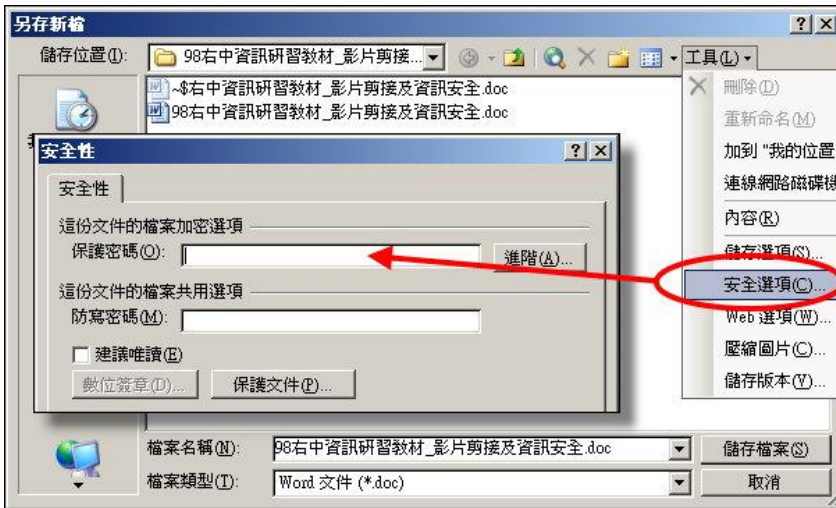 另存新檔
儲存位置(I):
98右中資訊研習教材_影片剪接...
工具(L)
~$右中資訊研習教材_影片剪接及資訊安全.doc
98右中資訊研習教材_影片剪接及資訊安全.doc
刪除(D)
重新命名(M)
加到 "我的位置
連線網路磁碟機
內容(R)
儲存選項(S)...
安全選項(C)...
Web 選項(W)...
壓縮圖片(C)...
儲存版本(V)...
安全性
安全性
這份文件的檔案加密選項
保護密碼(O):
進階(A)...
這份文件的檔案共用選項
防寫密碼(M):
建議唯讀(E)
數位簽章(D)...
保護文件(P)...
檔案名稱(N):
98右中資訊研習教材_影片剪接及資訊安全.doc
儲存檔案(S)
檔案類型(T):
Word 文件 (*.doc)
取消